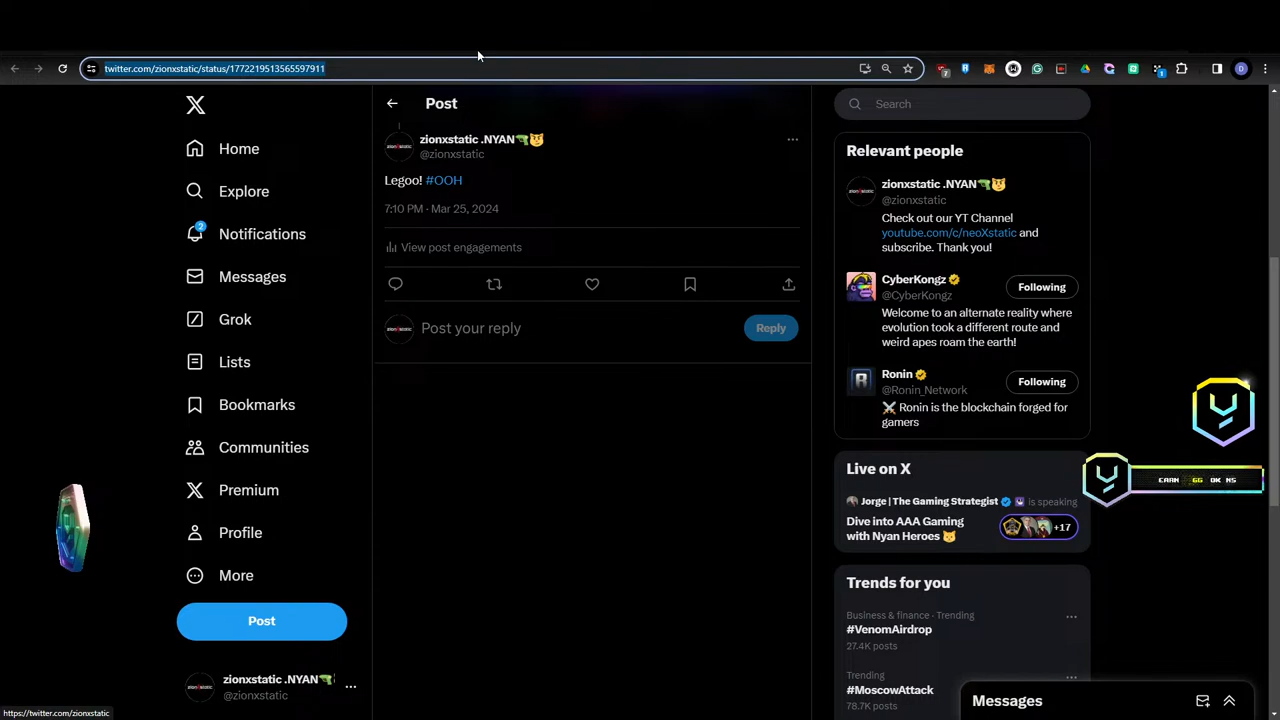 twitter.com/zionxstatic/status/1772219513565597911
7
1
D
Home
Explore
2
Notifications
Messages
Grok
Lists
Bookmarks
Communities
Premium
Profile
More
Post
zionxstatic .NYAN
@zionxstatic
https://twitter.com/zionxstatic
Post
zionxstatic .NYAN
@zionxstatic
Legoo! #OOH
7:10 PM · Mar 25, 2024
View post engagements
Post your reply
Reply
Search
Relevant people
zionxstatic .NYAN
@zionxstatic
Check out our YT Channel
youtube.com/c/neoXstatic and
subscribe. Thank you!
CyberKongz
@CyberKongz
Following
Welcome to an alternate reality where
evolution took a different route and
weird apes roam the earth!
Ronin
@Ronin_Network
Following
Ronin is the blockchain forged for
gamers
Live on X
Jorge | The Gaming Strategist is speaking
Dive into AAA Gaming
with Nyan Heroes
+17
Trends for you
Business & finance · Trending
#VenomAirdrop
27.4K posts
Trending
#MoscowAttack
78.7K posts
Messages